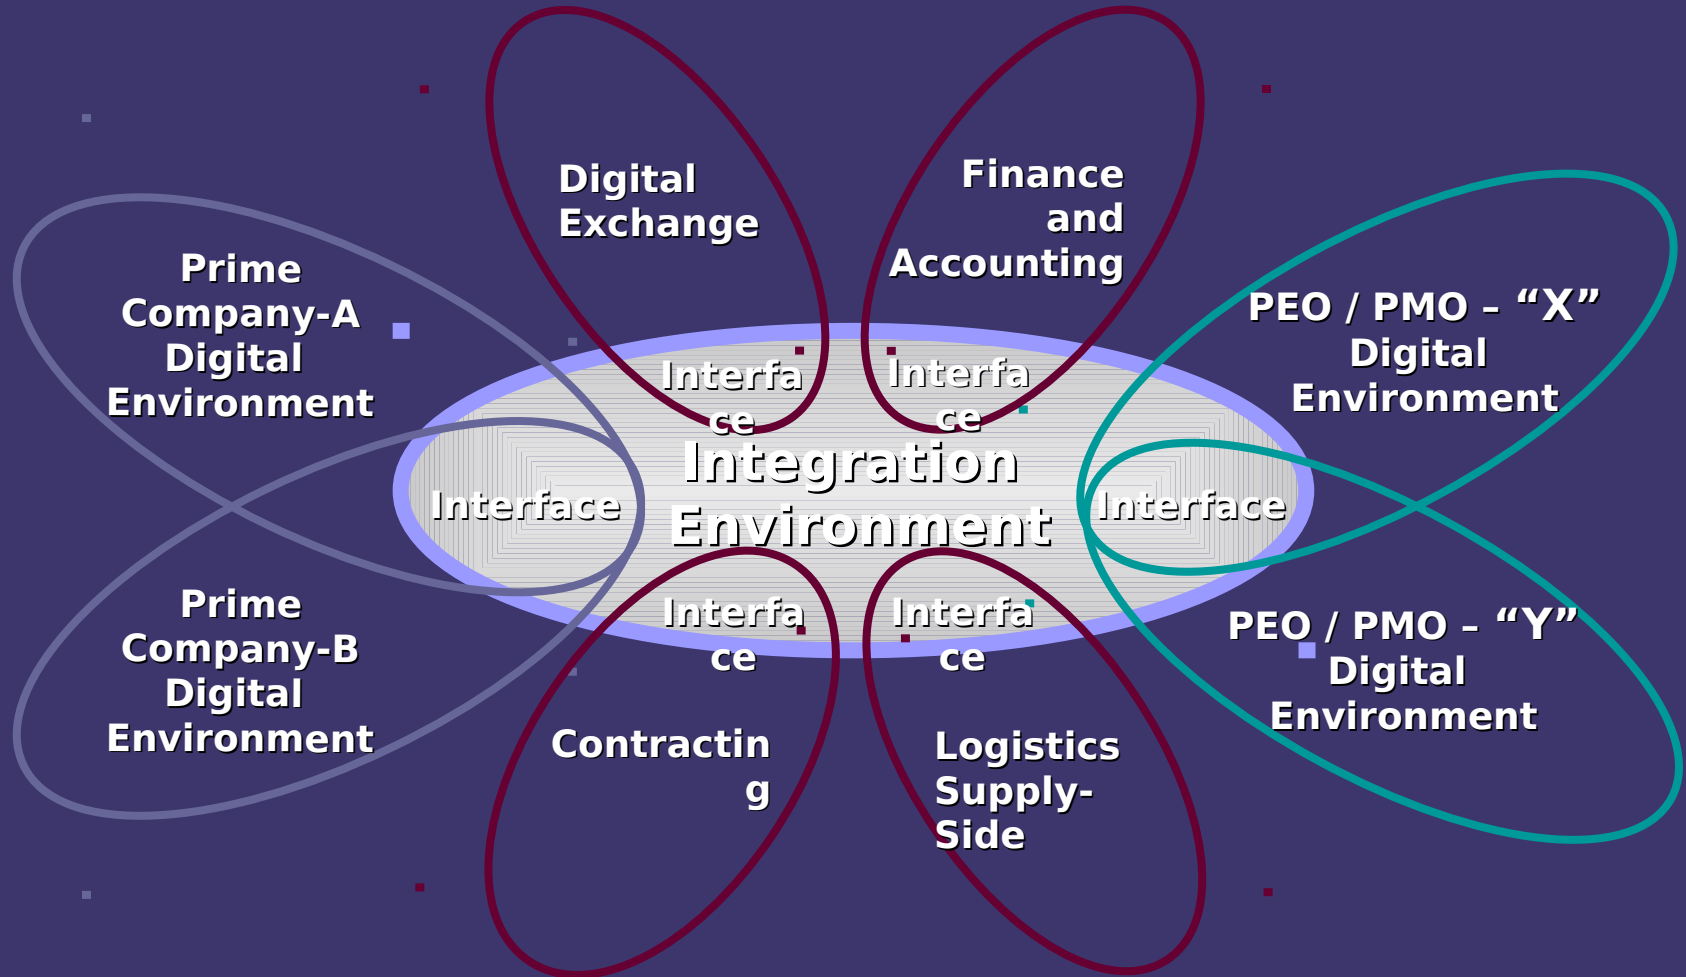 Digital
Exchange
Finance
and
Accounting
Prime
Company-A
Digital
Environment
PEO / PMO – “X”
Digital
Environment
Interfa
ce
Interfa
ce
Integration
Environment
Interface
Interface
Prime
Company-B
Digital
Environment
Interfa
ce
Interfa
ce
PEO / PMO – “Y”
Digital
Environment
Contractin
g
Logistics
Supply-
Side